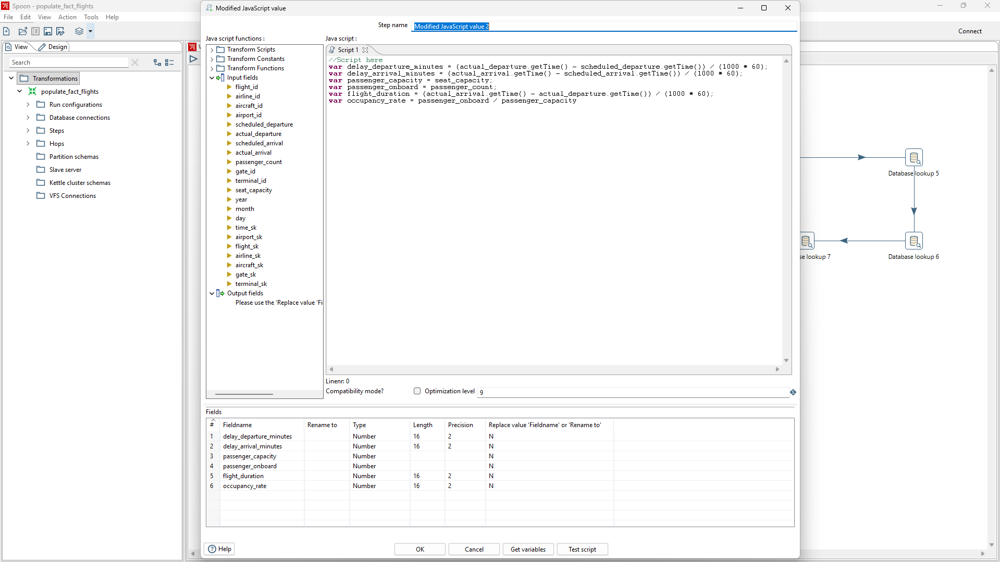 Spoon - populate_fact_flights
File Edit View Action Tools Help
Connect
View Design
Search
Transformations
populate_fact_flights
Run configurations
Database connections
Steps
Hops
Partition schemas
Slave server
Kettle cluster schemas
VFS Connections
Modified JavaScript value
Step name Modified JavaScript value 2
Java script functions :
Transform Scripts
Transform Constants
Transform Functions
Input fields
flight_id
airline_id
aircraft_id
airport_id
scheduled_departure
actual_departure
scheduled_arrival
actual_arrival
passenger_count
gate_id
terminal_id
seat_capacity
year
month
day
time_sk
airport_sk
flight_sk
airline_sk
aircraft_sk
gate_sk
terminal_sk
Output fields
Please use the 'Replace value 'Fi
Java script :
Script 1
//Script here
var delay_departure_minutes = (actual_departure.getTime() - scheduled_departure.getTime()) / (1000 * 60);
var delay_arrival_minutes = (actual_arrival.getTime() - scheduled_arrival.getTime()) / (1000 * 60);
var passenger_capacity = seat_capacity;
var passenger_onboard = passenger_count;
var flight_duration = (actual_arrival.getTime() - actual_departure.getTime()) / (1000 * 60);
var occupancy_rate = passenger_onboard / passenger_capacity
Linenr: 0
Compatibility mode? Optimization level 9
Fields
# Fieldname Rename to Type Length Precision Replace value 'Fieldname' or 'Rename to'
1 delay_departure_minutes Number 16 2 N
2 delay_arrival_minutes Number 16 2 N
3 passenger_capacity Number N
4 passenger_onboard Number N
5 flight_duration Number 16 2 N
6 occupancy_rate Number 16 2 N
Help OK Cancel Get variables Test script
Database lookup 5
se lookup 7
Database lookup 6